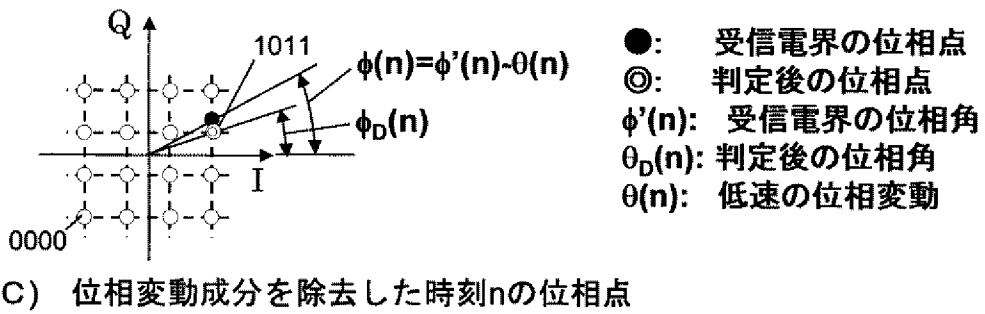 Q
1011
φ(n)=φ'(n)-θ(n)
φD(n)
I
0000
●: 受信電界の位相点
◎: 判定後の位相点
φ'(n): 受信電界の位相角
θD(n): 判定後の位相角
θ(n): 低速の位相変動
C) 位相変動成分を除去した時刻nの位相点